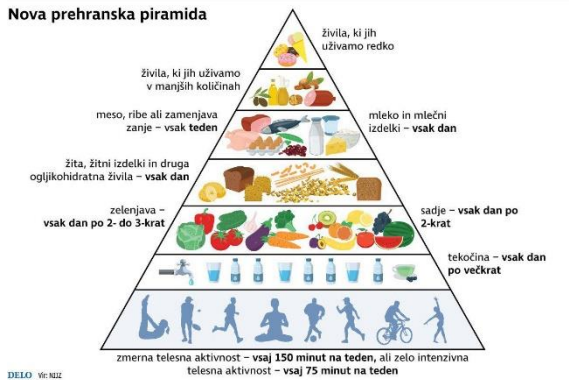 Nova prehranska piramida
živila, ki jih
uživamo redko
živila, ki jih uživamo
v manjših količinah
meso, ribe ali zamenjava
zanje – vsak teden
mleko in mlečni
izdelki – vsak dan
žita, žitni izdelki in druga
ogljikohidratna živila – vsak dan
zelenjava –
vsak dan po 2- do 3-krat
sadje – vsak dan po
2-krat
tekočina – vsak dan
po večkrat
zmerna telesna aktivnost – vsaj 150 minut na teden, ali zelo intenzivna
telesna aktivnost – vsaj 75 minut na teden
DELO Vir: NIJZ